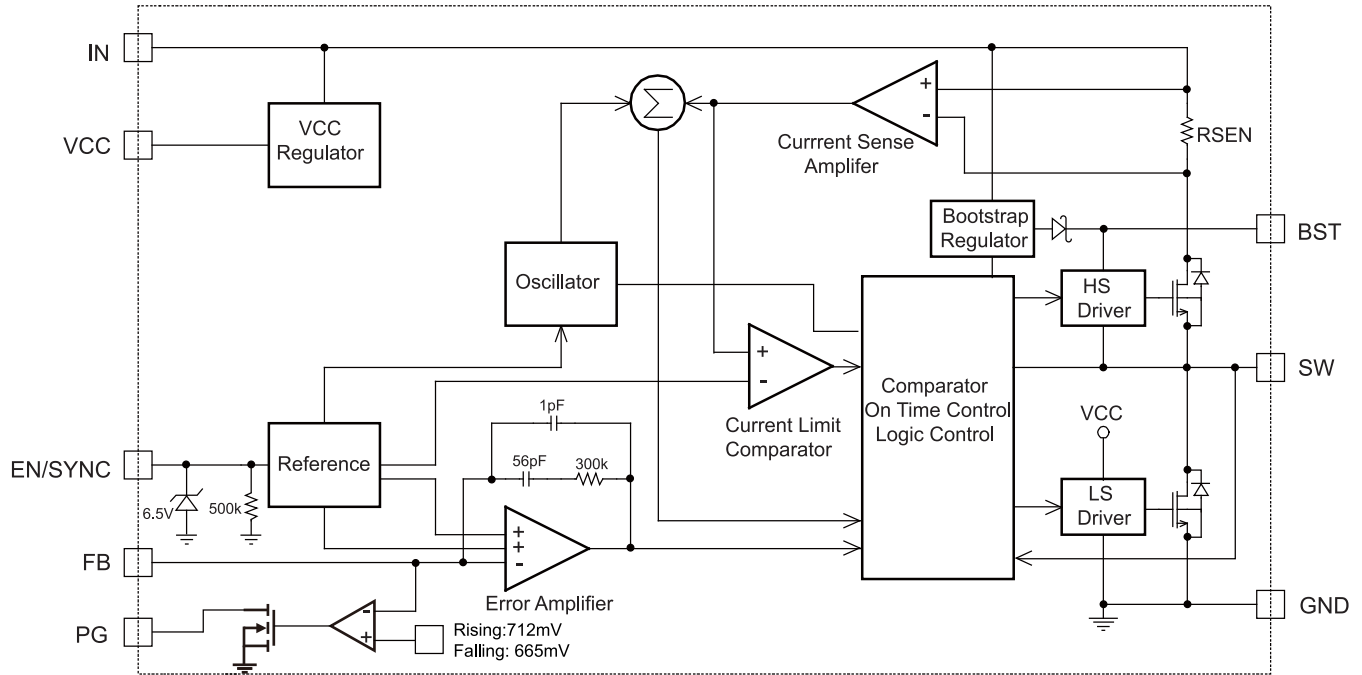 IN
VCC
Regulator
VCC
Σ
Currrent Sense
Amplifer
+
-
RSEN
Bootstrap
Regulator
BST
Oscillator
HS
Driver
SW
+
-
Current Limit
Comparator
Comparator
On Time Control
Logic Control
VCC
LS
Driver
1pF
56pF
300k
EN/SYNC
Reference
6.5V
500k
FB
+
+
-
Error Amplifier
PG
-
+
Rising:712mV
Falling: 665mV
GND